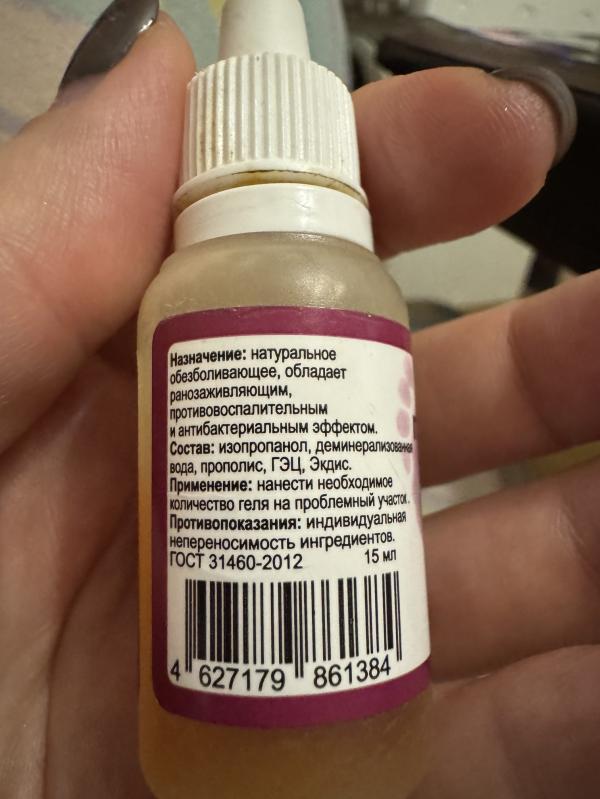 Назначение: натуральное
обезболивающее, обладает
ранозаживляющим,
противовоспалительным
и антибактериальным эффектом.
Состав: изопропанол, деминерализованная
вода, прополис, ГЭЦ, Экдис.
Применение: нанести необходимое
количество геля на проблемный участок.
Противопоказания: индивидуальная
непереносимость ингредиентов.
ГОСТ 31460-2012 15 мл
4 627179 861384